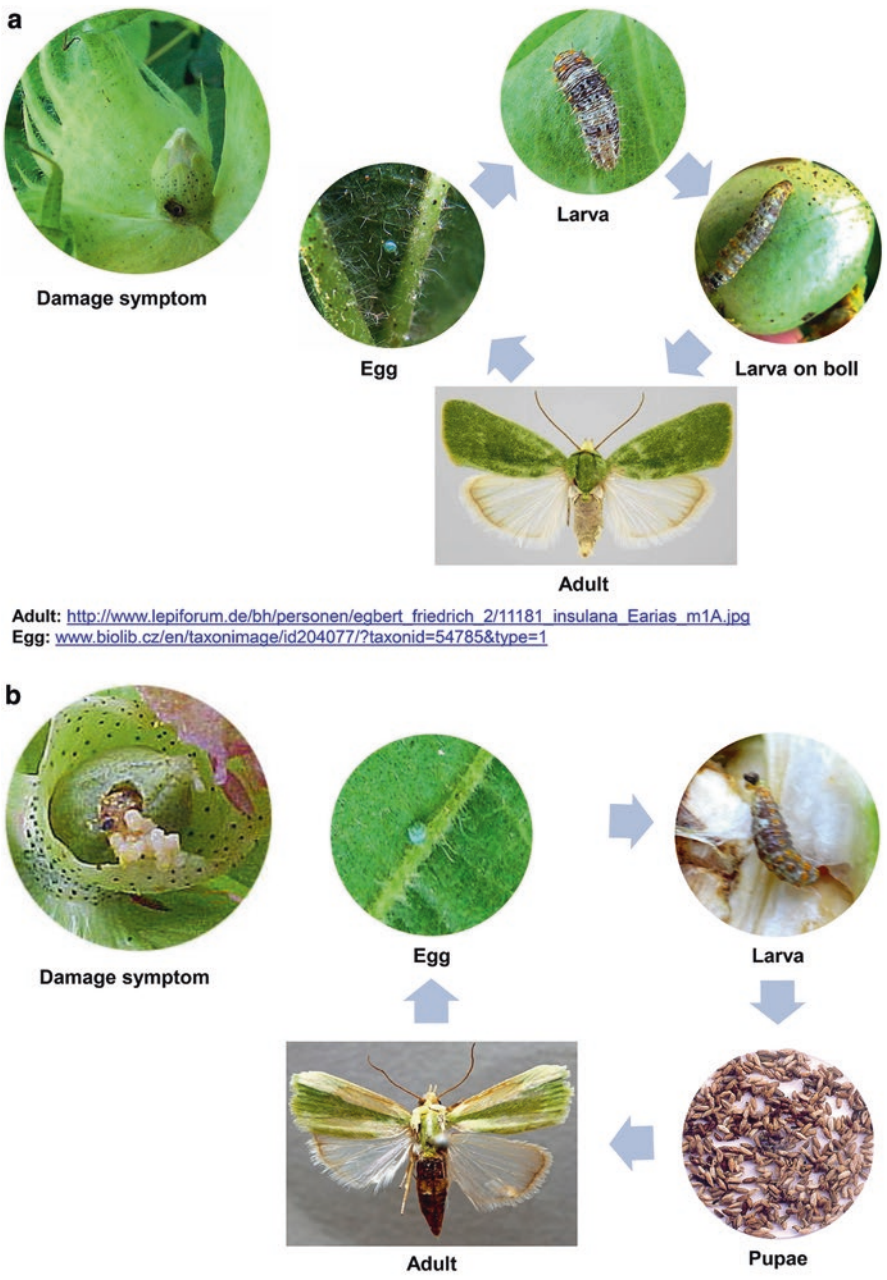 a
Damage symptom
Larva
Egg
Larva on boll
Adult
Adult: http://www.lepiforum.de/bh/personen/egbert_friedrich_2/11181_insulana_Earias_m1A.jpg
Egg: www.biolib.cz/en/taxonimage/id204077/?taxonid=54785&type=1
b
Damage symptom
Egg
Larva
Adult
Pupae